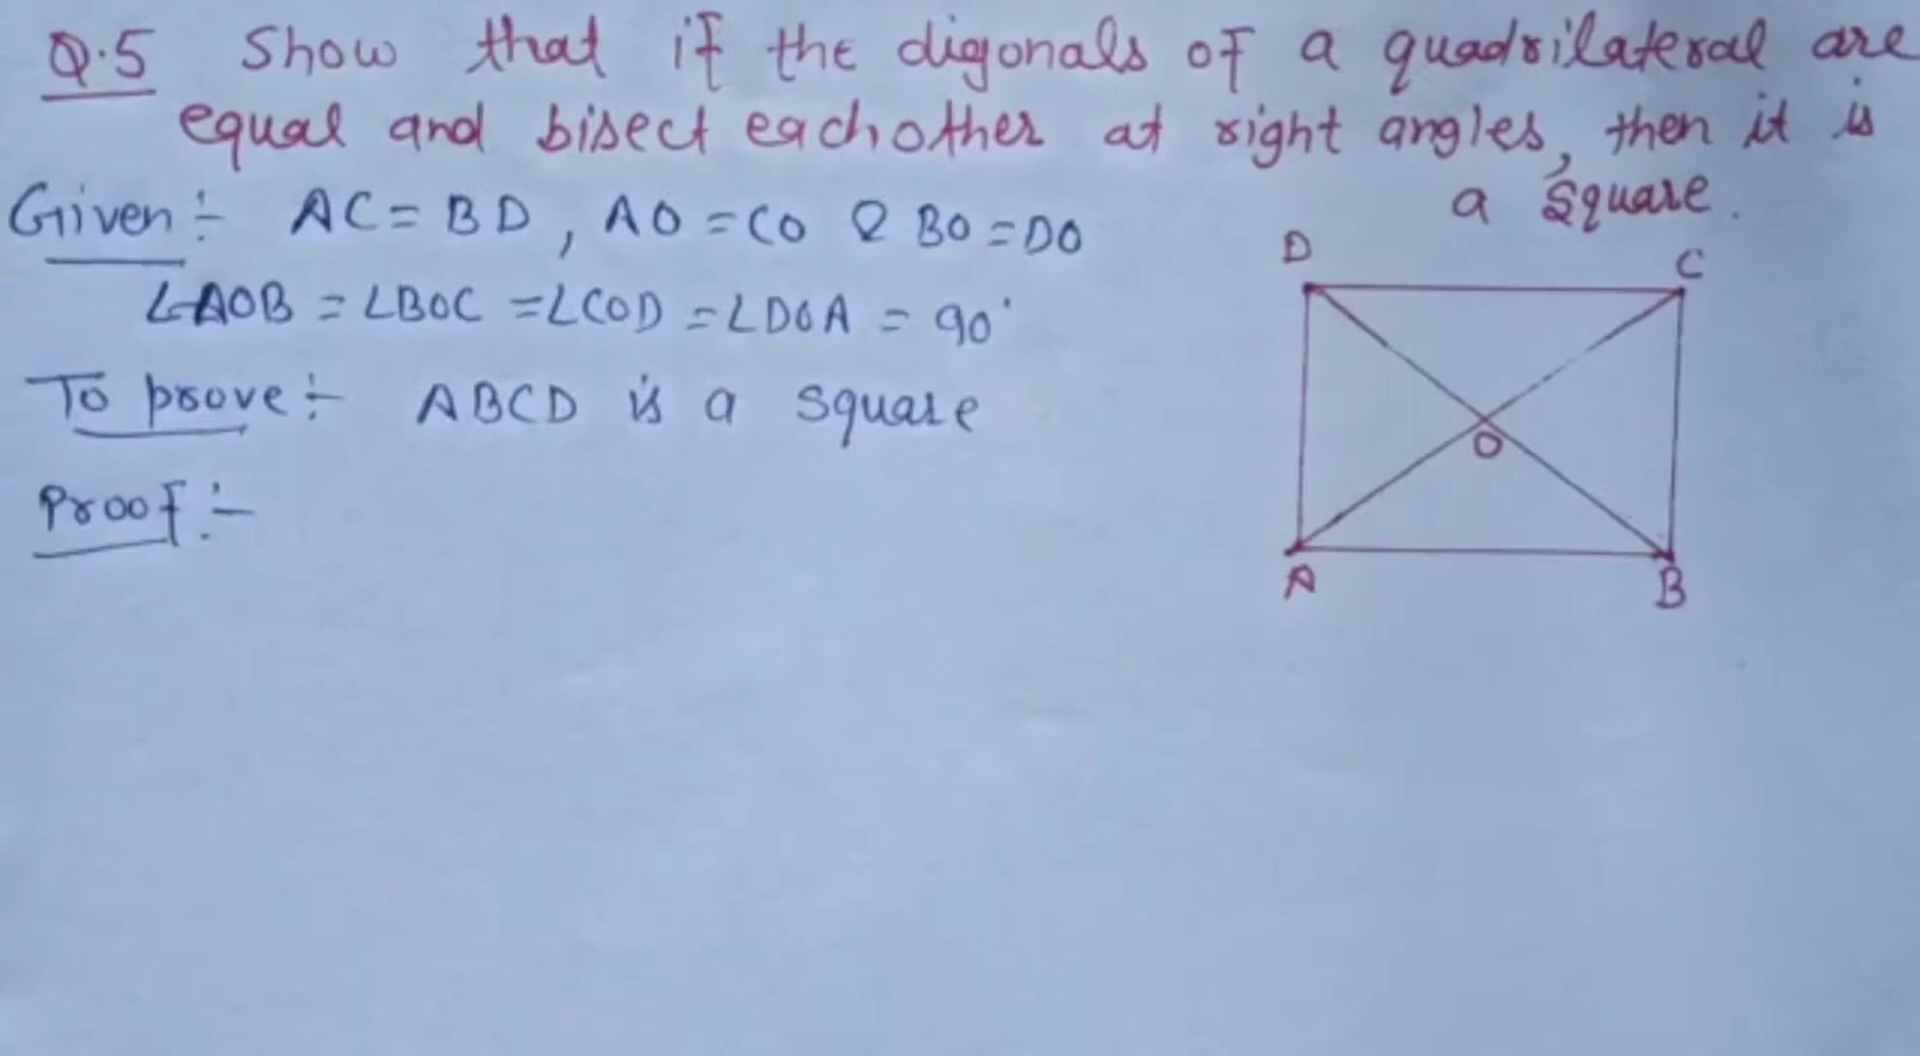 Q.5 Show that if the digonals of a quadrilateral are
equal and bisect eachother at right angles, then it is
a square.
Given :- AC = BD, AO = CO & BO = DO
∠AOB = ∠BOC = ∠COD = ∠DOA = 90°
To prove :- ABCD is a square
Proof :-
D
C
O
A
B